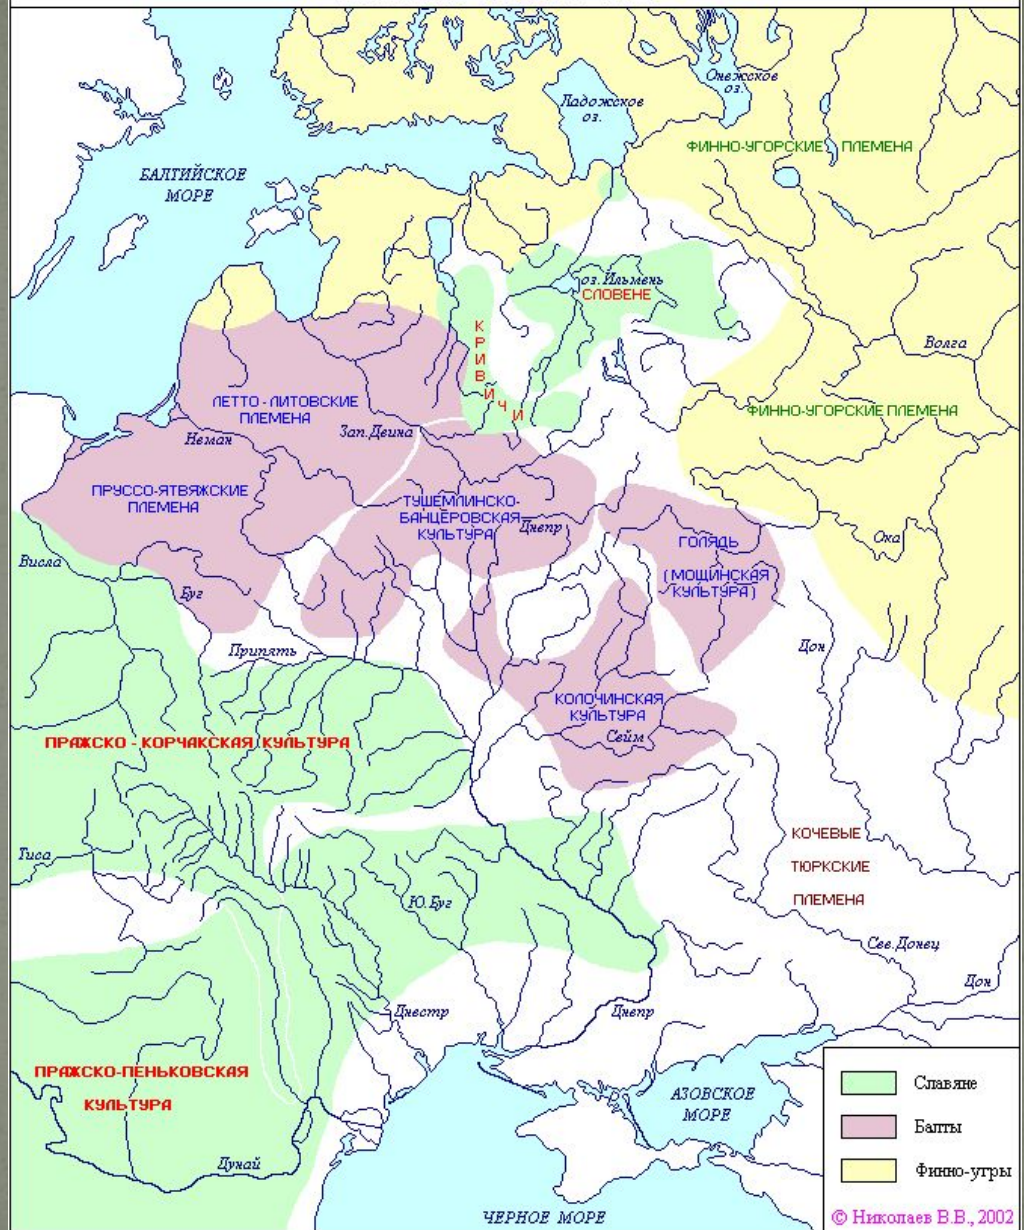 Онежское
оз.
Ладожское
оз.
ФИННО-УГОРСКИЕ ПЛЕМЕНА
БАЛТИЙСКОЕ
МОРЕ
оз. Ильмень
СЛОВЕНЕ
КРИВИЧИ
Волга
ЛЕТТО-ЛИТОВСКИЕ
ПЛЕМЕНА
ФИННО-УГОРСКИЕ ПЛЕМЕНА
Зап. Двина
Неман
ПРУССО-ЯТВЯЖСКИЕ
ПЛЕМЕНА
ТУШЕМЛИНСКО-
БАНЦЕРОВСКАЯ
КУЛЬТУРА
Днепр
ГОЛЯДЬ
(МОЩИНСКАЯ
КУЛЬТУРА)
Ока
Висла
Буг
Припять
Дон
КОЛОЧИНСКАЯ
КУЛЬТУРА
Сейм
ПРАЖСКО - КОРЧАКСКАЯ КУЛЬТУРА
КОЧЕВЫЕ
ТЮРКСКИЕ
ПЛЕМЕНА
Тиса
Ю. Буг
Сев. Донец
Дон
Днестр
Днепр
ПРАЖСКО-ПЕНЬКОВСКАЯ
КУЛЬТУРА
АЗОВСКОЕ
МОРЕ
Дунай
ЧЕРНОЕ МОРЕ
Славяне
Балты
Финно-угры
© Николаев В.В., 2002